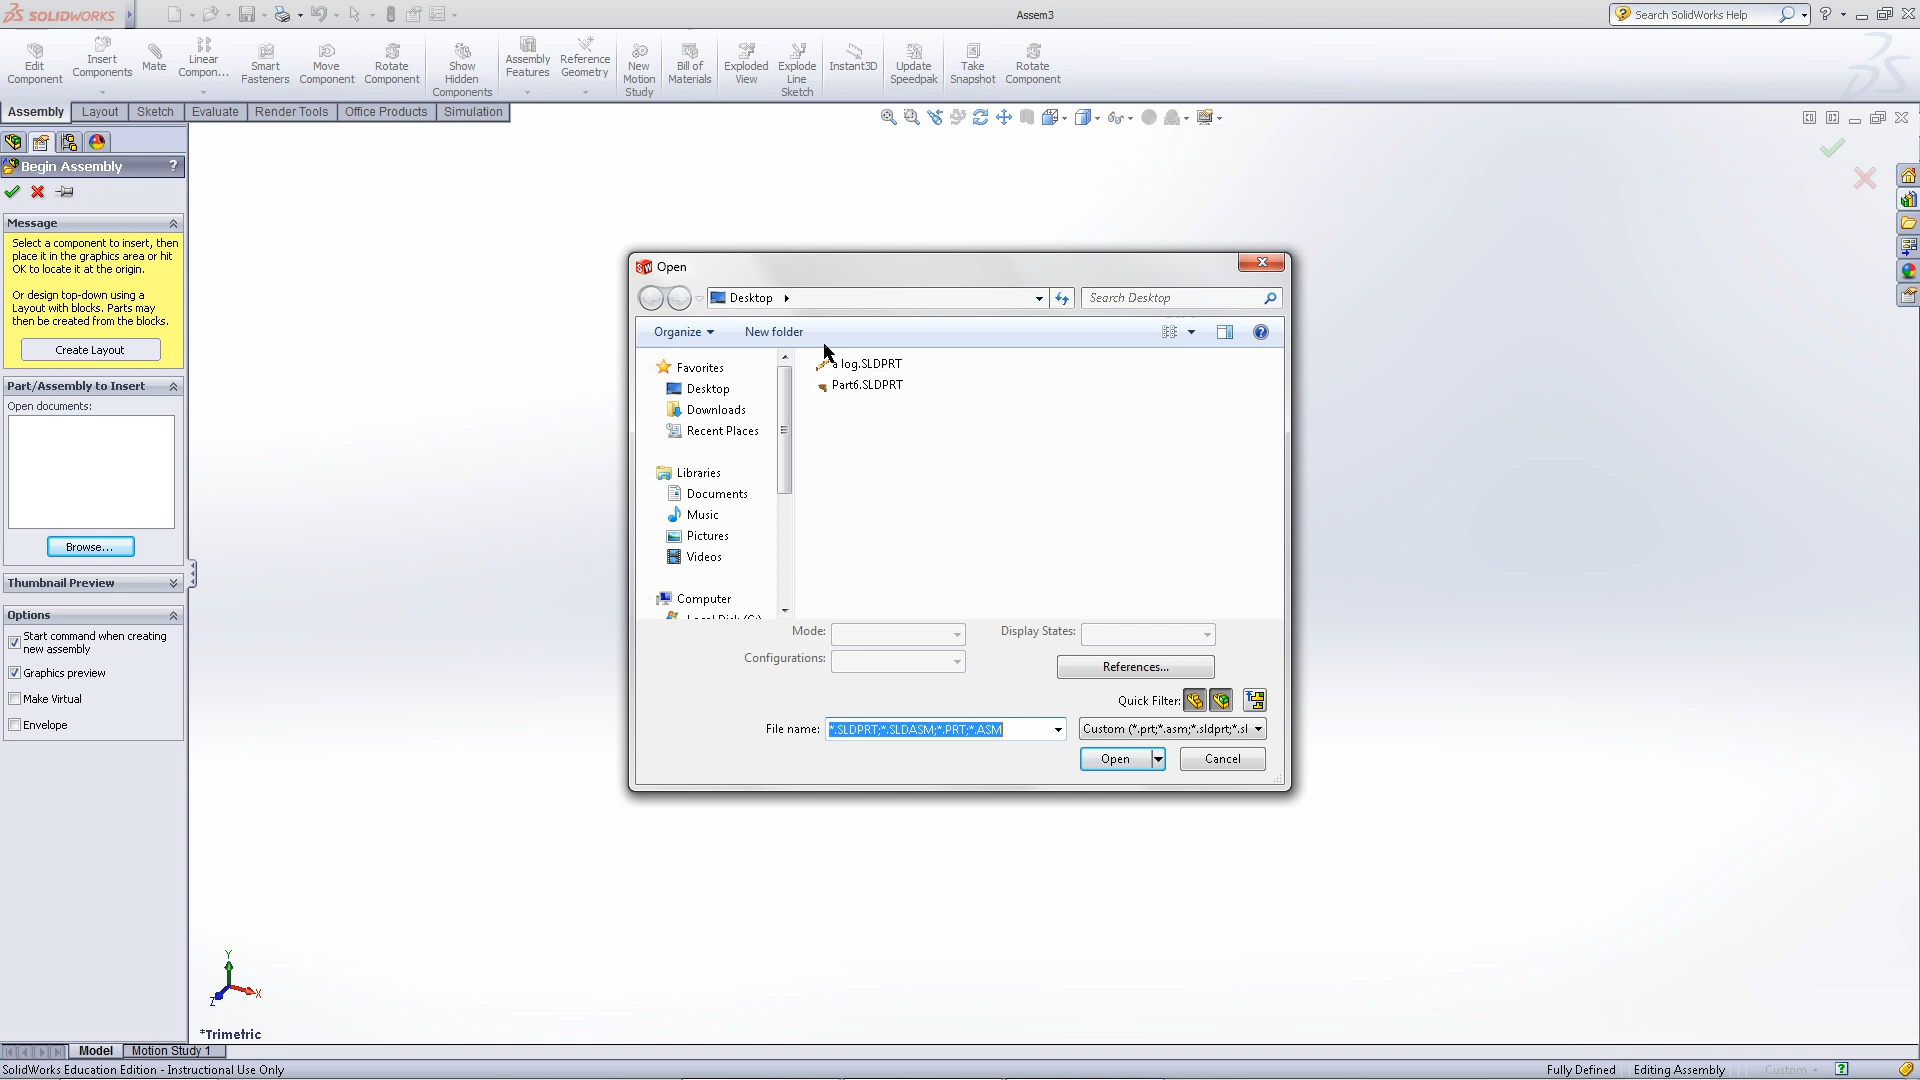 SOLIDWORKS
Assem3
Search SolidWorks Help
Edit Component
Insert Components
Mate
Linear Compon...
Smart Fasteners
Move Component
Rotate Component
Show Hidden Components
Assembly Features
Reference Geometry
New Motion Study
Bill of Materials
Exploded View
Explode Line Sketch
Instant3D
Update Speedpak
Take Snapshot
Rotate Component
Assembly
Layout
Sketch
Evaluate
Render Tools
Office Products
Simulation
Begin Assembly
?
Message
Select a component to insert, then
place it in the graphics area or hit
OK to locate it at the origin.
Or design top-down using a
Layout with blocks. Parts may
then be created from the blocks.
Create Layout
Part/Assembly to Insert
Open documents:
Browse...
Thumbnail Preview
Options
Start command when creating
new assembly
Graphics preview
Make Virtual
Envelope
Open
Desktop
Search Desktop
Organize
New folder
Favorites
Desktop
Downloads
Recent Places
Libraries
Documents
Music
Pictures
Videos
Computer
a log.SLDPRT
Part6.SLDPRT
Mode:
Display States:
Configurations:
References...
Quick Filter:
File name:
*.SLDPRT;*.SLDASM;*.PRT;*.ASM
Custom (*.prt;*.asm;*.sldprt;*.sl
Open
Cancel
Y
X
Z
*Trimetric
Model
Motion Study 1
SolidWorks Education Edition - Instructional Use Only
Fully Defined
Editing Assembly
Custom